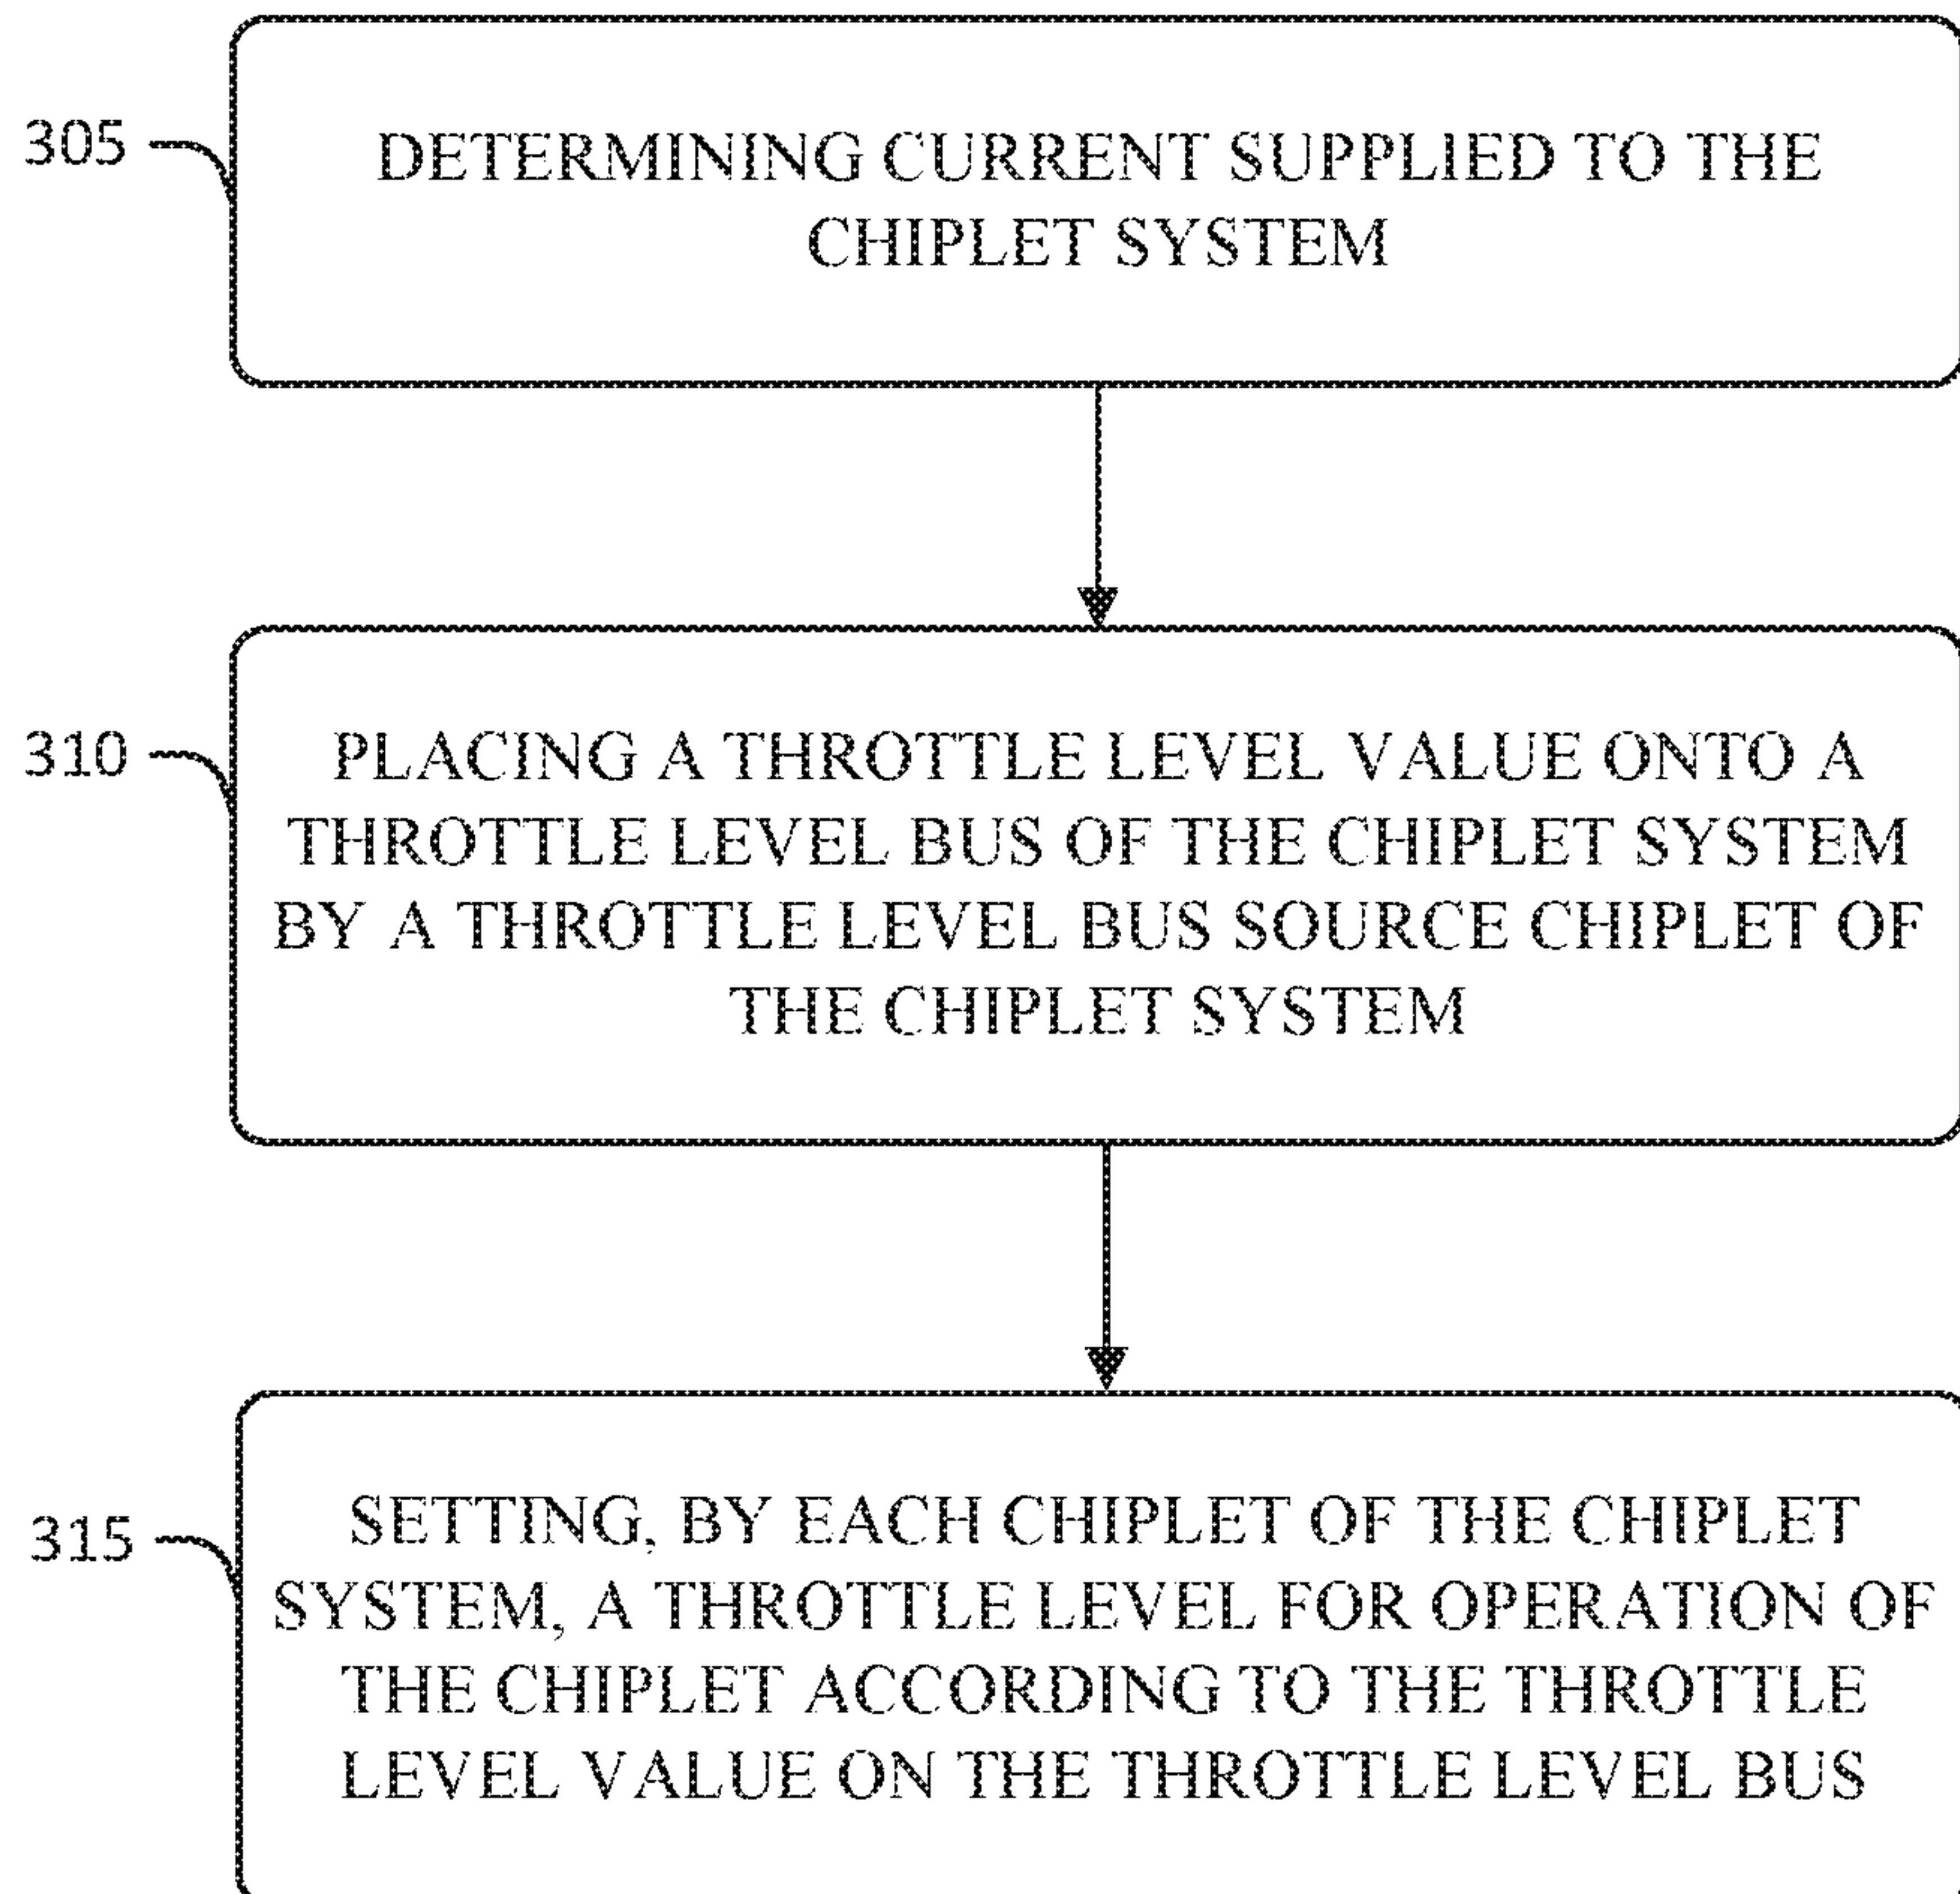 305
DETERMINING CURRENT SUPPLIED TO THE
CHIPLET SYSTEM
310
PLACING A THROTTLE LEVEL VALUE ONTO A
THROTTLE LEVEL BUS OF THE CHIPLET SYSTEM
BY A THROTTLE LEVEL BUS SOURCE CHIPLET OF
THE CHIPLET SYSTEM
315
SETTING, BY EACH CHIPLET OF THE CHIPLET
SYSTEM, A THROTTLE LEVEL FOR OPERATION OF
THE CHIPLET ACCORDING TO THE THROTTLE
LEVEL VALUE ON THE THROTTLE LEVEL BUS